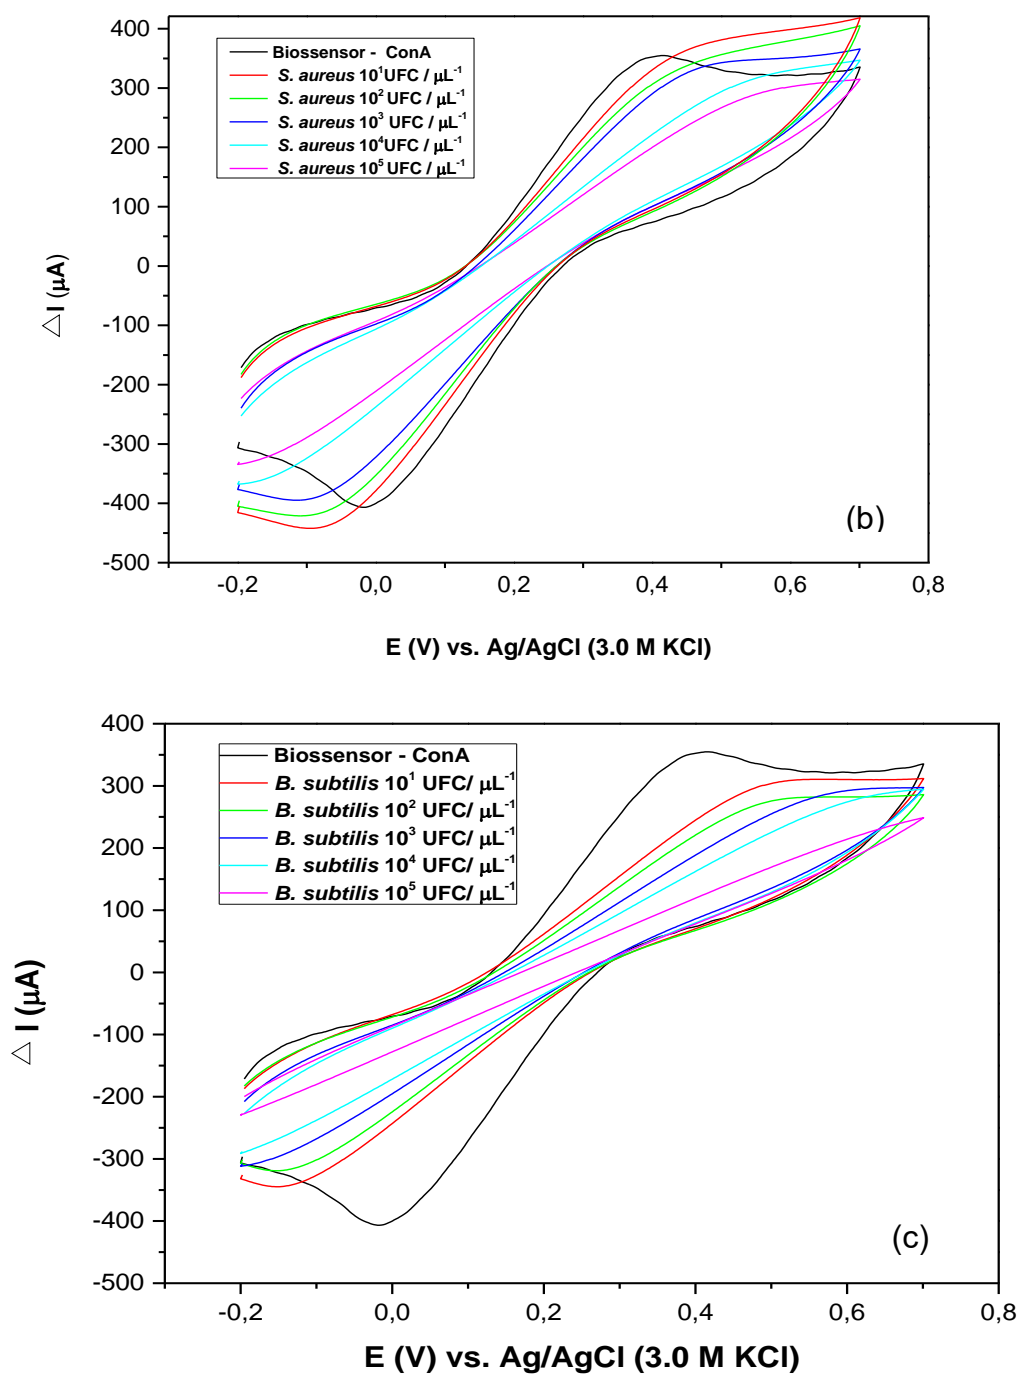 400
300
200
100
0
-100
-200
-300
-400
-500
△ I (μA)
Biossensor - ConA
S. aureus 10¹ UFC / μL⁻¹
S. aureus 10² UFC / μL⁻¹
S. aureus 10³ UFC / μL⁻¹
S. aureus 10⁴ UFC / μL⁻¹
S. aureus 10⁵ UFC / μL⁻¹
(b)
-0,2 0,0 0,2 0,4 0,6 0,8
E (V) vs. Ag/AgCl (3.0 M KCl)
400
300
200
100
0
-100
-200
-300
-400
-500
△ I (μA)
Biossensor - ConA
B. subtilis 10¹ UFC/ μL⁻¹
B. subtilis 10² UFC/ μL⁻¹
B. subtilis 10³ UFC/ μL⁻¹
B. subtilis 10⁴ UFC/ μL⁻¹
B. subtilis 10⁵ UFC/ μL⁻¹
(c)
-0,2 0,0 0,2 0,4 0,6 0,8
E (V) vs. Ag/AgCl (3.0 M KCl)